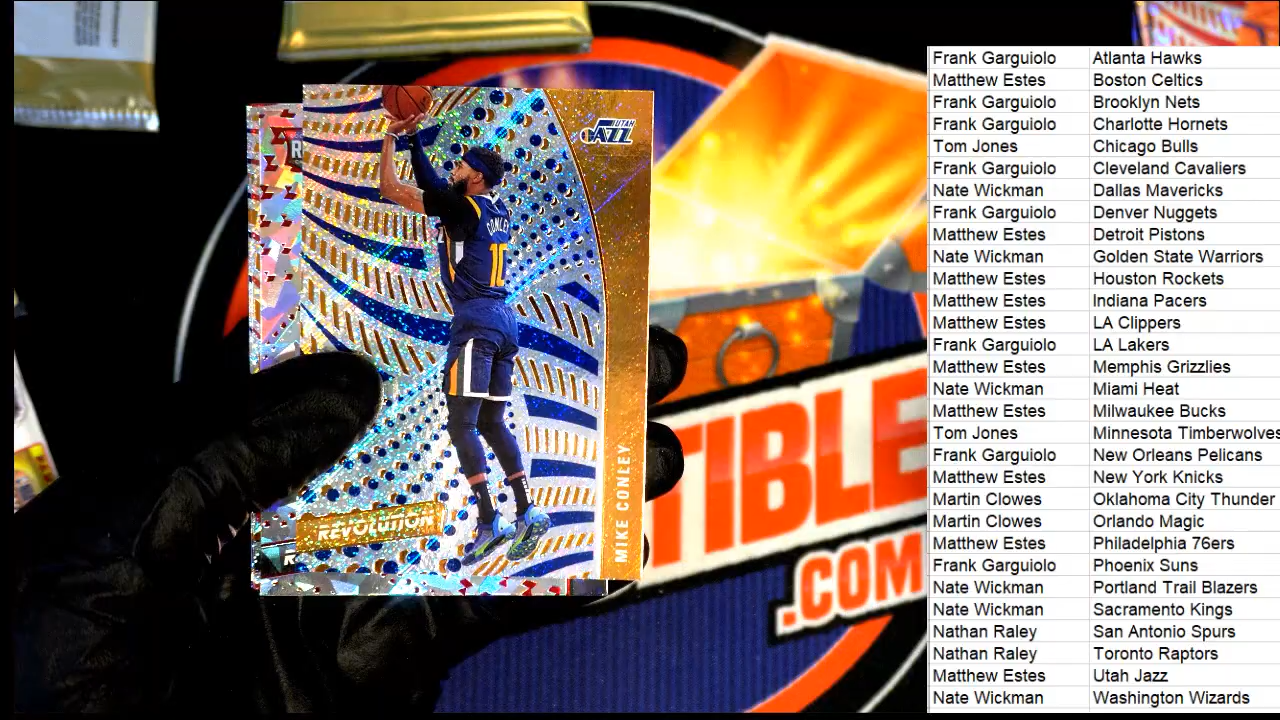 UTAH
JAZZ
R
CONLEY
10
MIKE CONLEY
REVOLUTION
R
TIBLE
.COM
Frank Garguiolo Atlanta Hawks
Matthew Estes Boston Celtics
Frank Garguiolo Brooklyn Nets
Frank Garguiolo Charlotte Hornets
Tom Jones Chicago Bulls
Frank Garguiolo Cleveland Cavaliers
Nate Wickman Dallas Mavericks
Frank Garguiolo Denver Nuggets
Matthew Estes Detroit Pistons
Nate Wickman Golden State Warriors
Matthew Estes Houston Rockets
Matthew Estes Indiana Pacers
Matthew Estes LA Clippers
Frank Garguiolo LA Lakers
Matthew Estes Memphis Grizzlies
Nate Wickman Miami Heat
Matthew Estes Milwaukee Bucks
Tom Jones Minnesota Timberwolves
Frank Garguiolo New Orleans Pelicans
Matthew Estes New York Knicks
Martin Clowes Oklahoma City Thunder
Martin Clowes Orlando Magic
Matthew Estes Philadelphia 76ers
Frank Garguiolo Phoenix Suns
Nate Wickman Portland Trail Blazers
Nate Wickman Sacramento Kings
Nathan Raley San Antonio Spurs
Nathan Raley Toronto Raptors
Matthew Estes Utah Jazz
Nate Wickman Washington Wizards